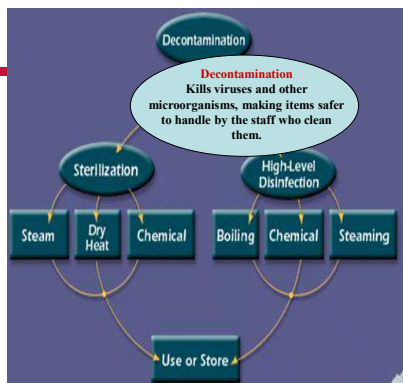 Decontamination
Decontamination
Kills viruses and other
microorganisms, making items safer
to handle by the staff who clean
them.
Sterilization
High-Level
Disinfection
Steam
Dry
Heat
Chemical
Boiling
Chemical
Steaming
Use or Store